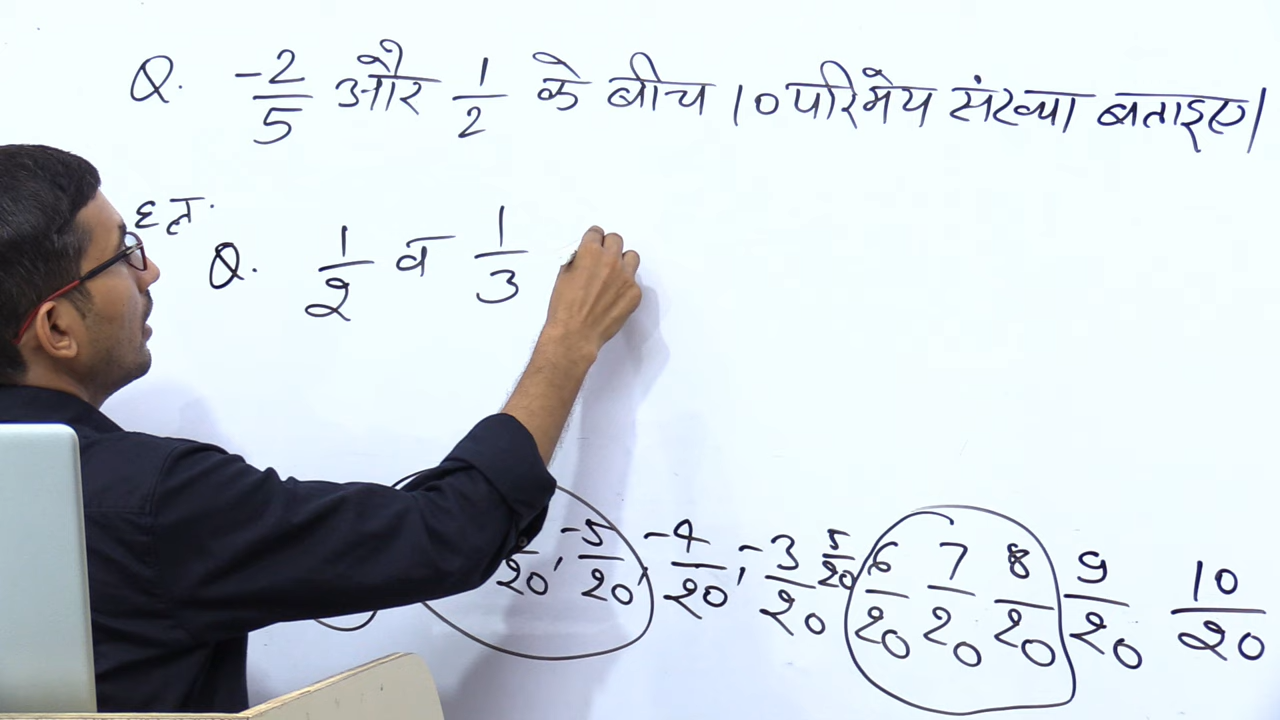 Q. -2/5 और 1/2 के बीच 10 परिमेय संख्या बताइए।
हल.
Q. 1/2 व 1/3
/20, -5/20, -4/20, -3/20 5/20 6/20 7/20 8/20 9/20 10/20